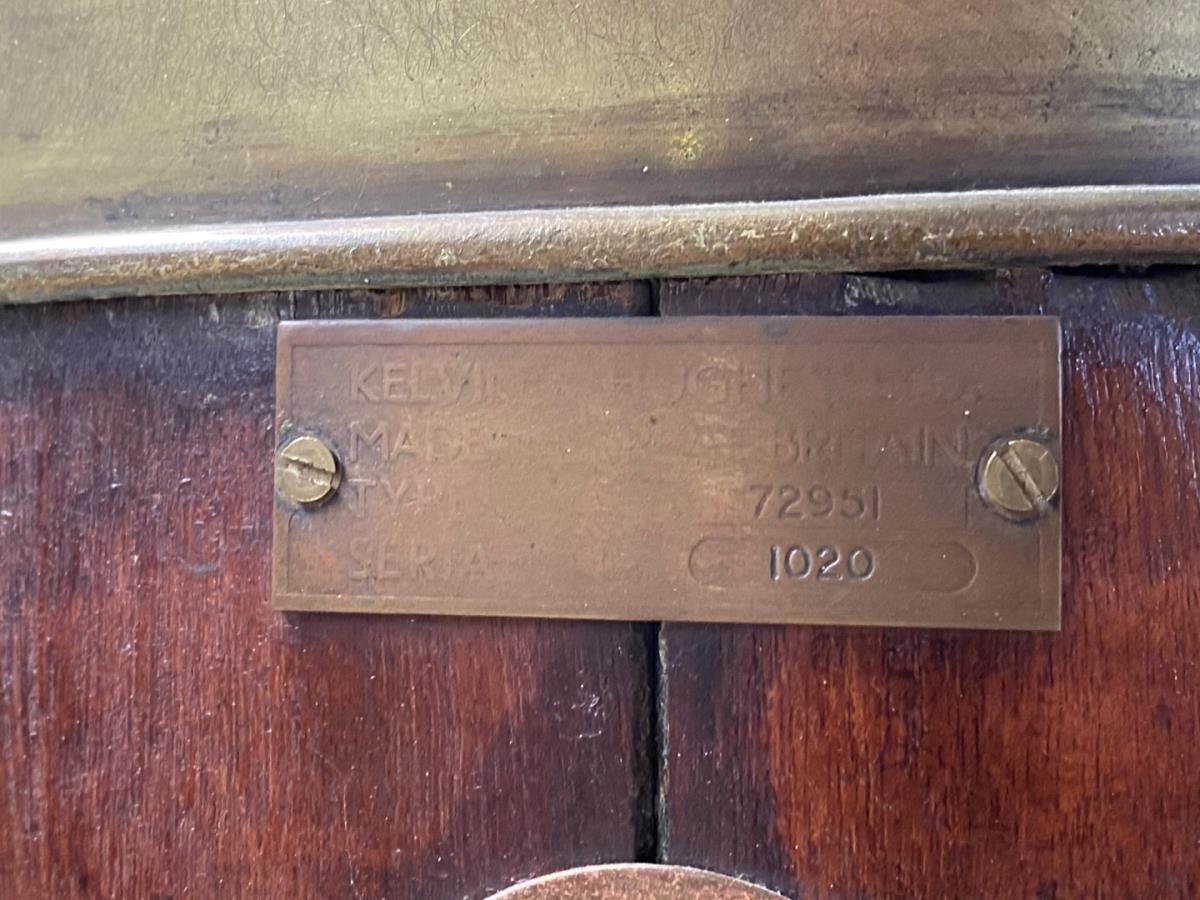 KELVIN HUGHES
MADE BRITAIN
TYPE 72951
SERIAL 1020